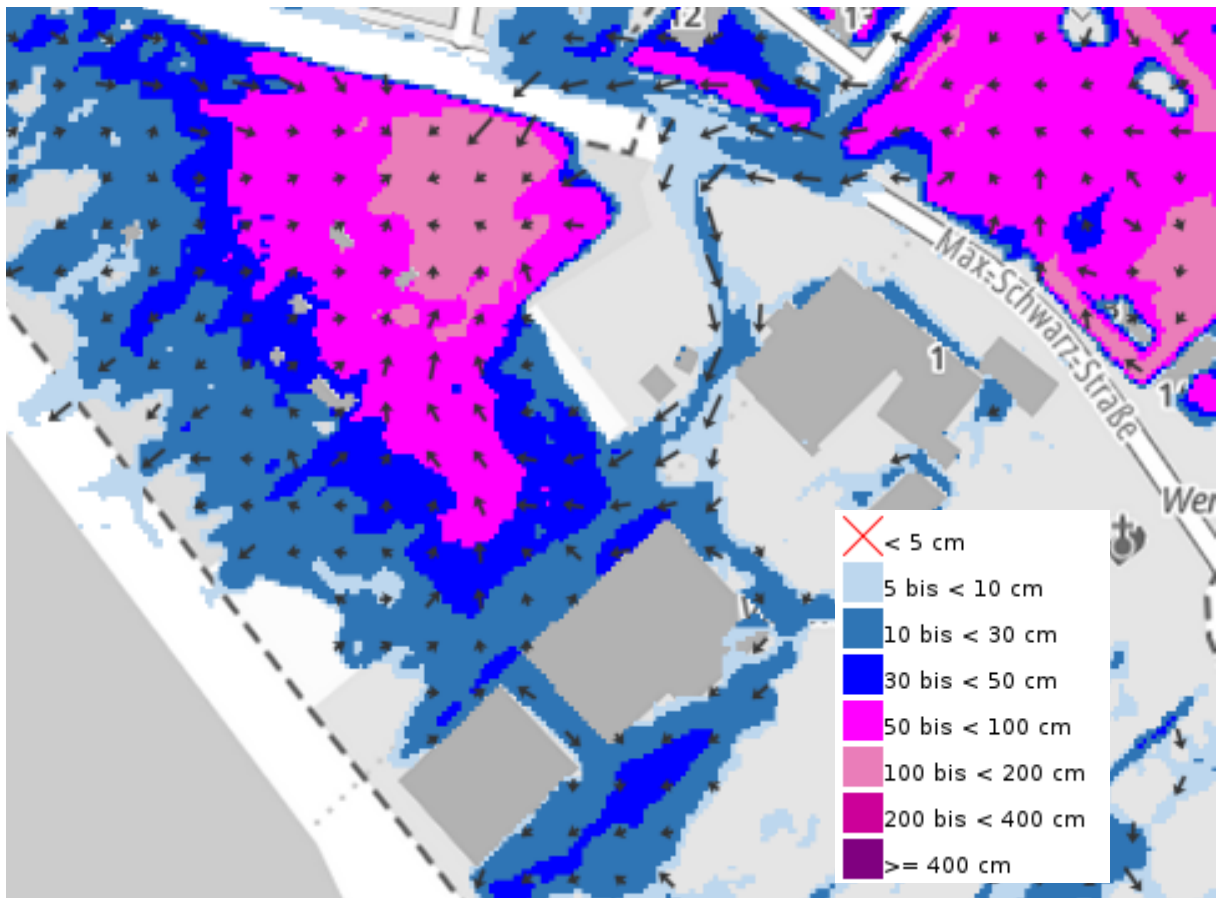 12
1
Max-Schwarz-Straße
1
1
Wer
< 5 cm
5 bis < 10 cm
10 bis < 30 cm
30 bis < 50 cm
50 bis < 100 cm
100 bis < 200 cm
200 bis < 400 cm
>= 400 cm